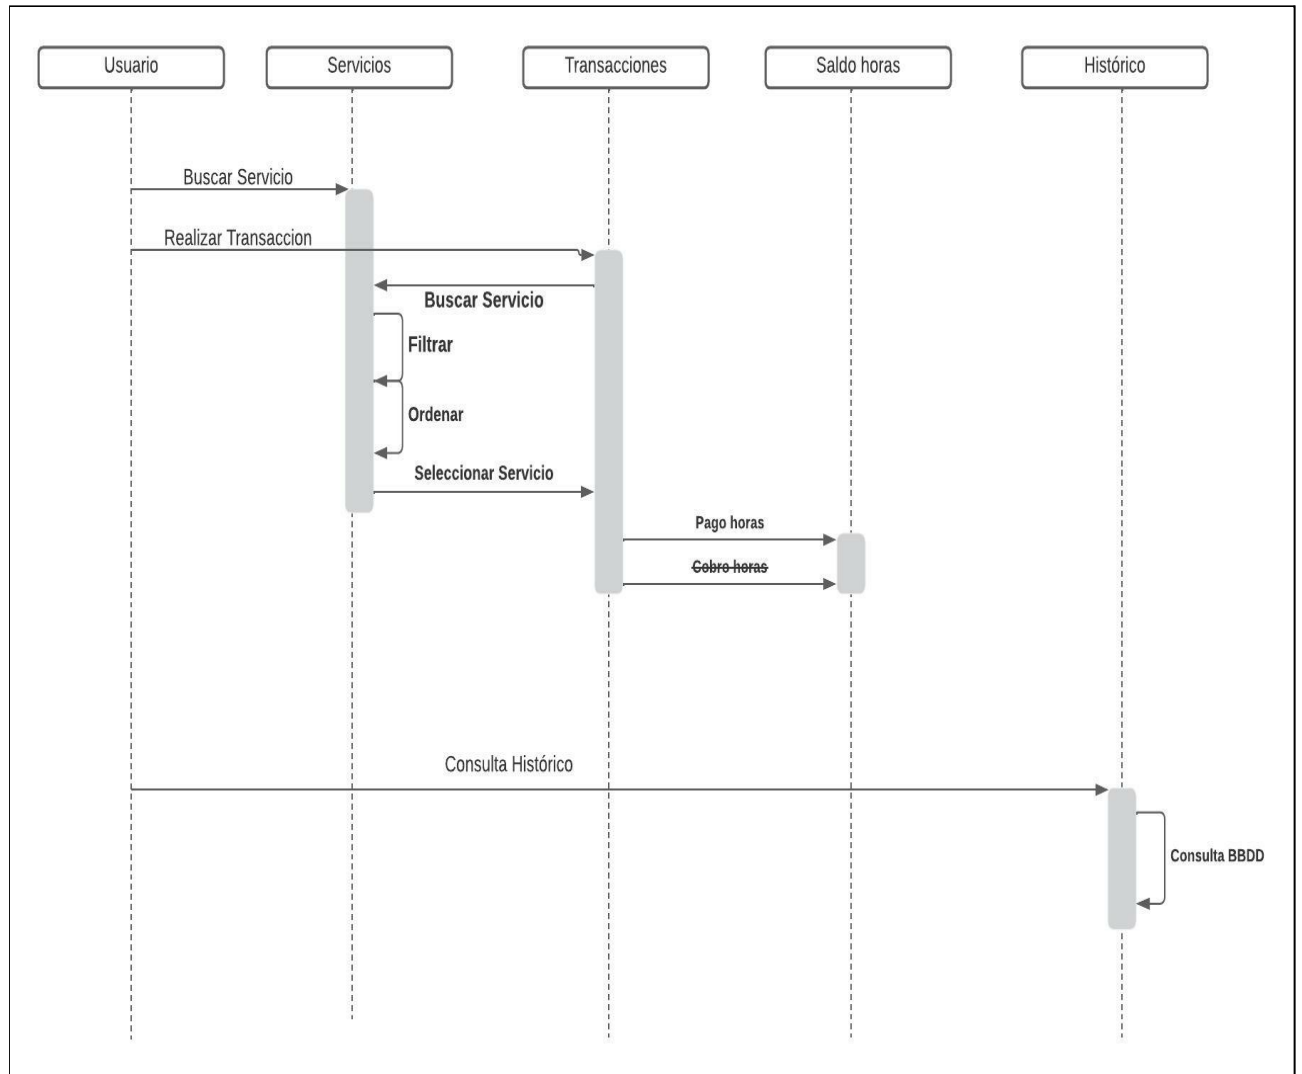 Usuario
Servicios
Transacciones
Saldo horas
Histórico
Buscar Servicio
Realizar Transaccion
Buscar Servicio
Filtrar
Ordenar
Seleccionar Servicio
Pago horas
Cobro horas
Consulta Histórico
Consulta BBDD